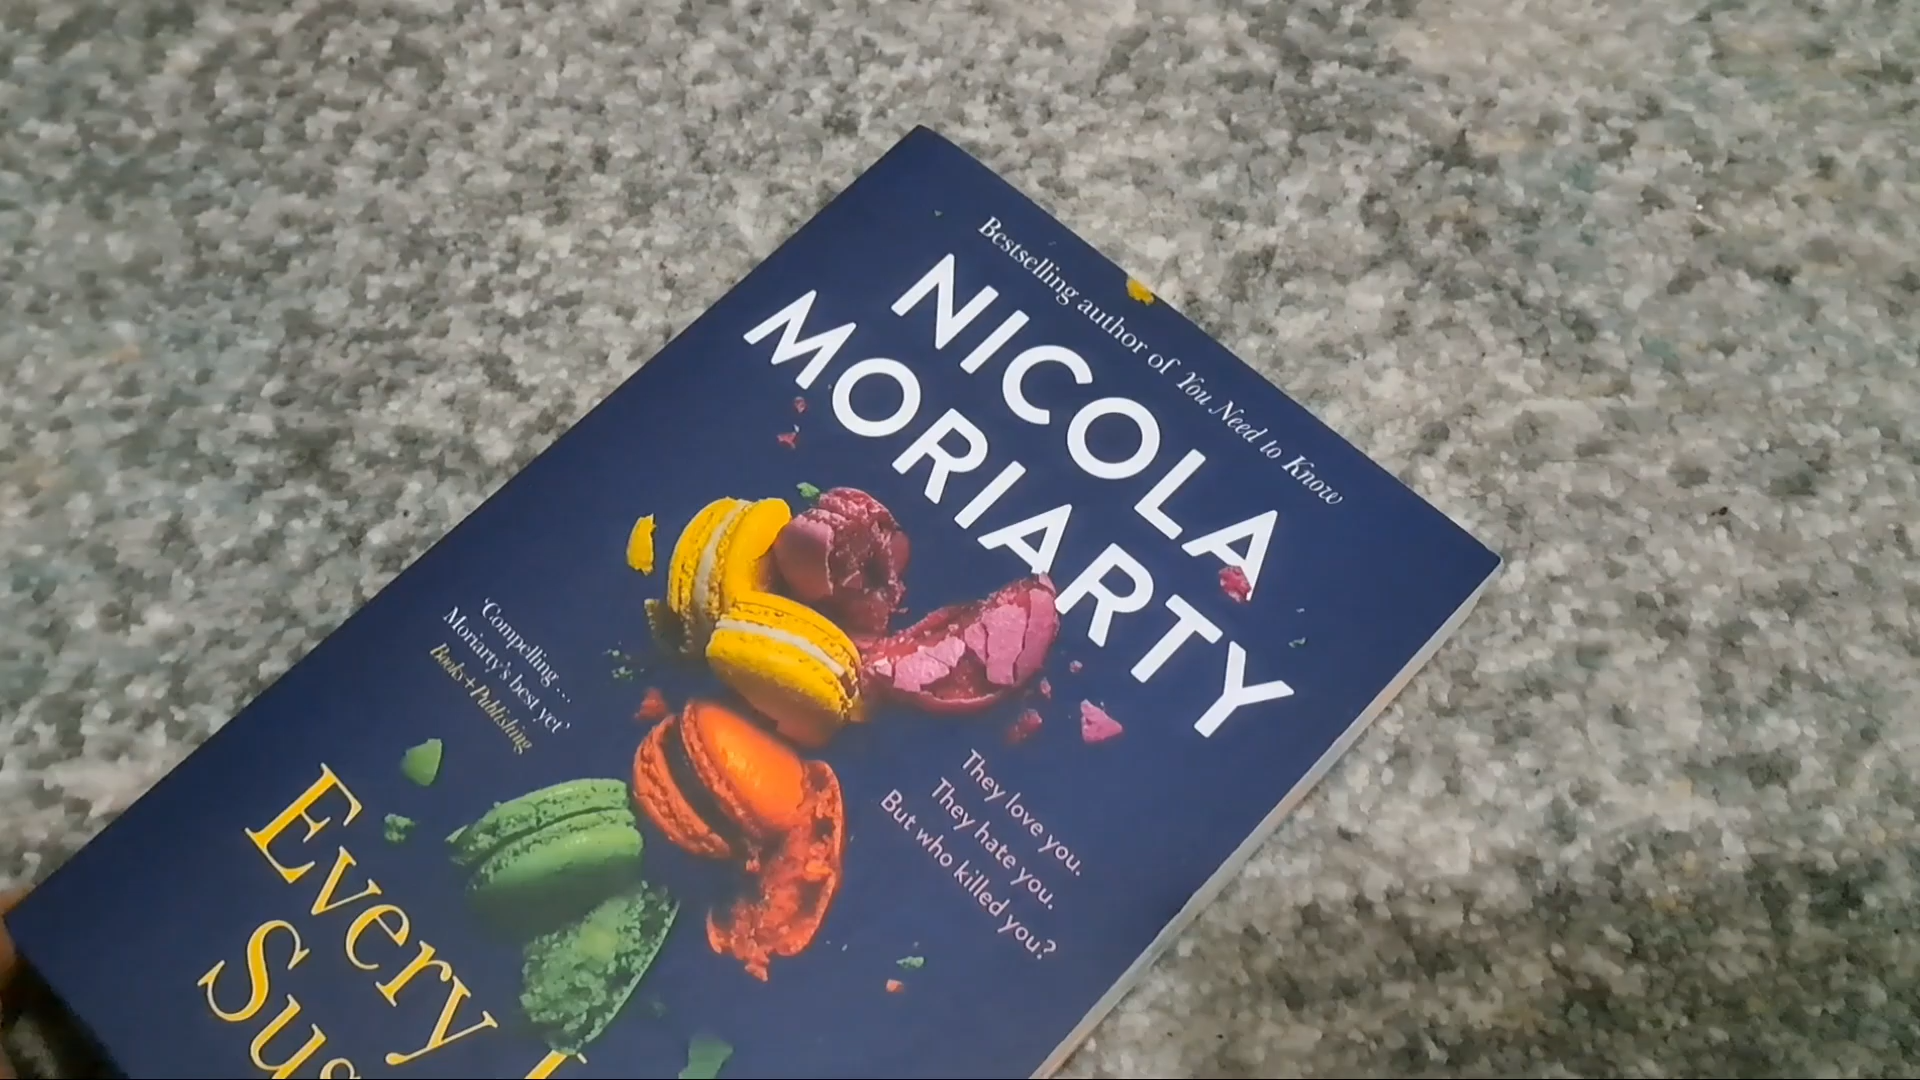 Bestselling author of You Need to Know
NICOLA
MORIARTY
'Compelling ...
Moriarty's best yet'
Books+Publishing
They love you.
They hate you.
But who killed you?
Every